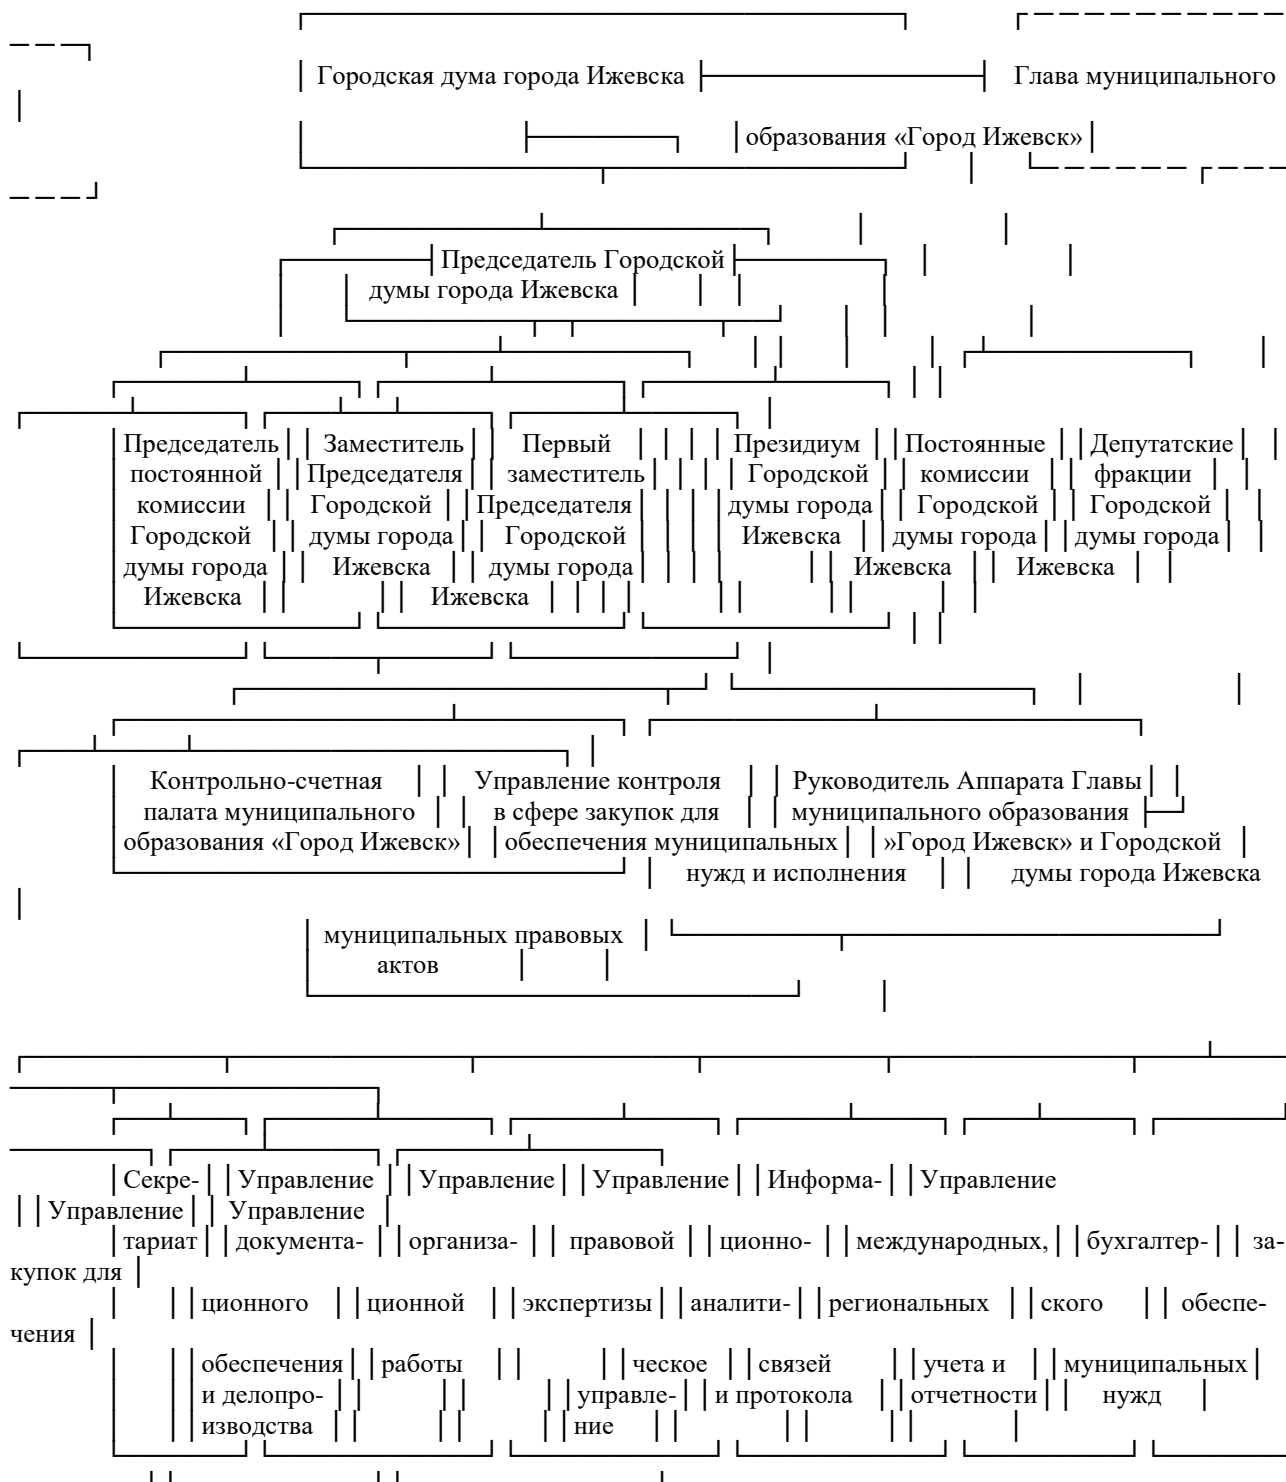 Городская дума города Ижевска Глава муниципального
образования «Город Ижевск»
Председатель Городской
думы города Ижевска
Председатель Заместитель Первый Президиум Постоянные Депутатские
постоянной Председателя заместитель Городской комиссии фракции
комиссии Городской Председателя думы города Городской Городской
Городской думы города Городской Ижевска думы города думы города
думы города Ижевска думы города Ижевска Ижевска
Ижевска Ижевска
Контрольно-счетная Управление контроля Руководитель Аппарата Главы
палата муниципального в сфере закупок для муниципального образования
образования «Город Ижевск» обеспечения муниципальных »Город Ижевск» и Городской
нужд и исполнения думы города Ижевска
муниципальных правовых
актов
Секре- Управление Управление Управление Информа- Управление
Управление Управление
тариат документа- организа- правовой ционно- международных, бухгалтер- за-
купок для
ционного ционной экспертизы аналити- региональных ского обеспе-
чения
обеспечения работы ческое связей учета и муниципальных
и делопро- управле- и протокола отчетности нужд
изводства ние